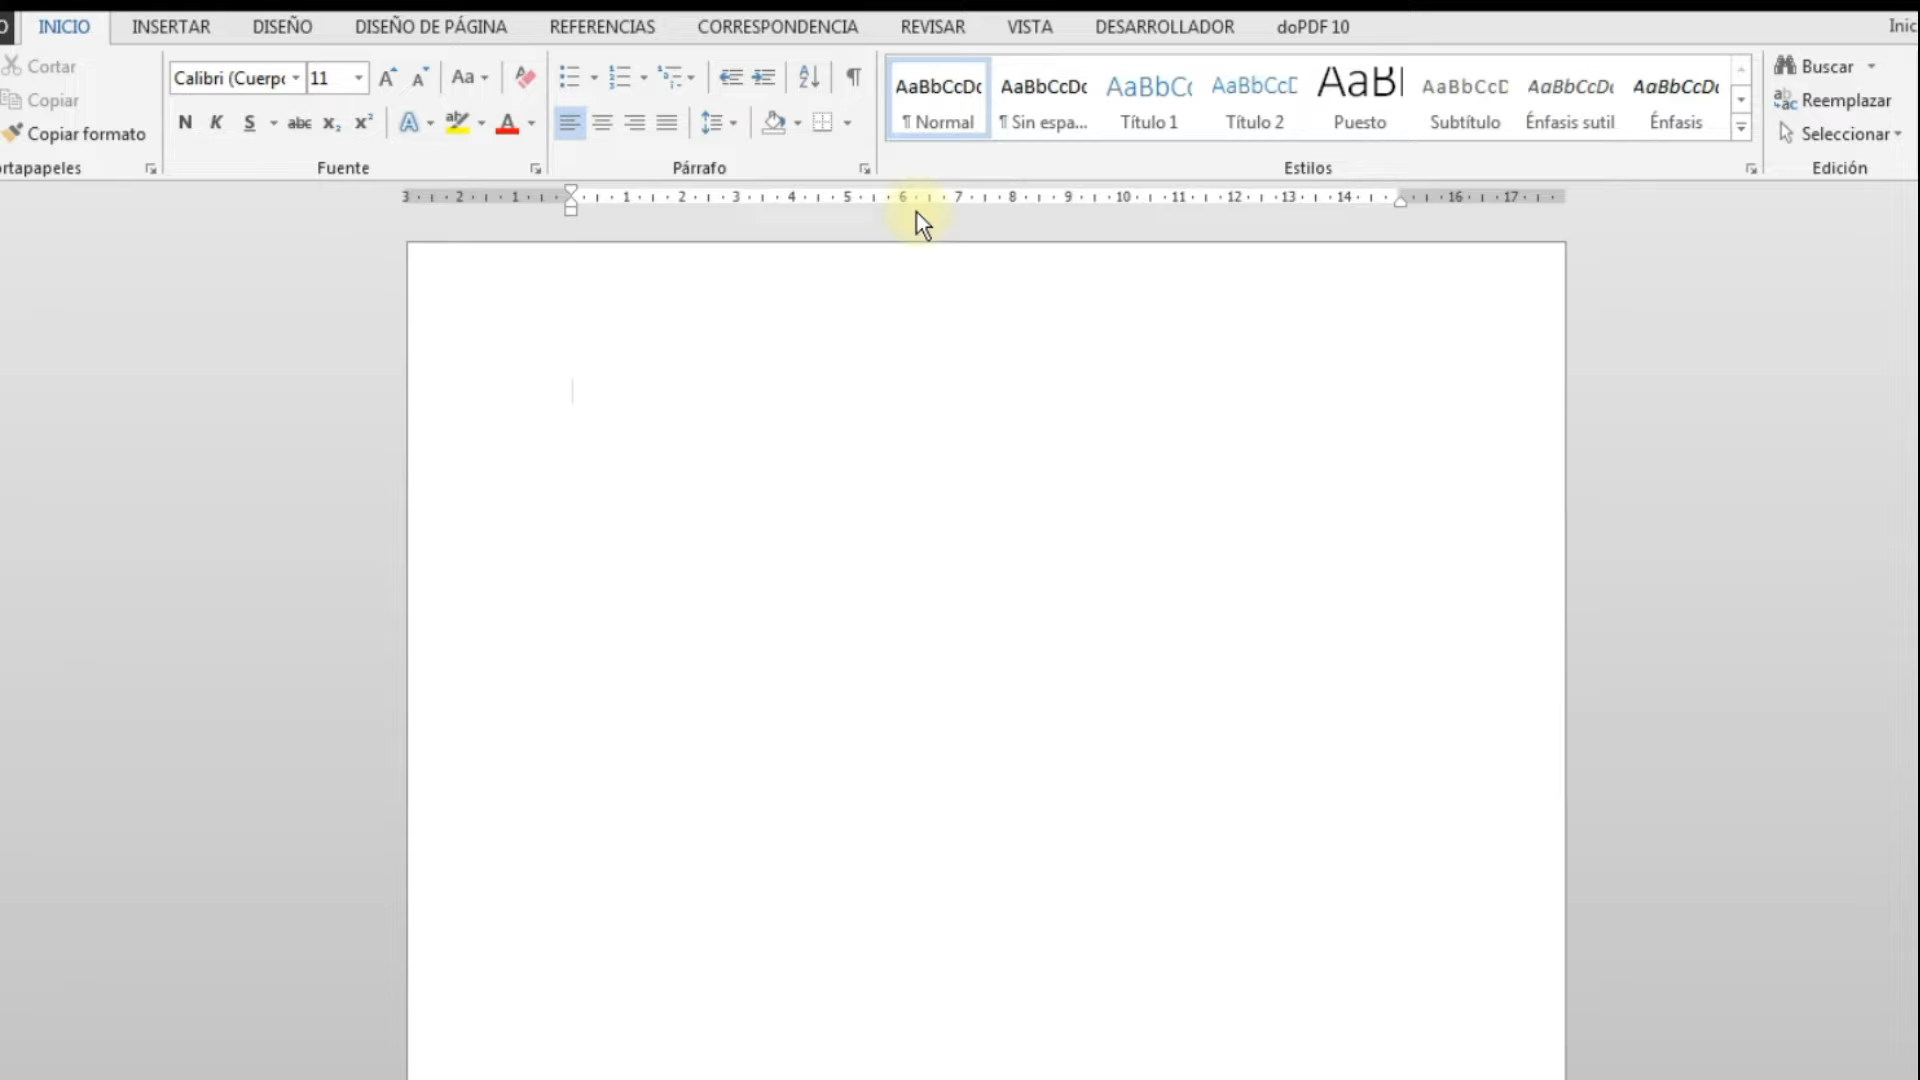 O INICIO INSERTAR DISEÑO DISEÑO DE PÁGINA REFERENCIAS CORRESPONDENCIA REVISAR VISTA DESARROLLADOR doPDF 10 Inic
Cortar
Copiar
Copiar formato
rtapapeles
Calibri (Cuerpo 11 Aa
N K S abc x₂ x²
Fuente
Párrafo
AaBbCcDc AaBbCcDc AaBbCc AaBbCcD AaBl AaBbCcD AaBbCcDc AaBbCcDc
¶ Normal ¶ Sin espa... Título 1 Título 2 Puesto Subtítulo Énfasis sutil Énfasis
Estilos
Buscar
Reemplazar
Seleccionar
Edición
3 2 1 1 2 3 4 5 6 7 8 9 10 11 12 13 14 16 17